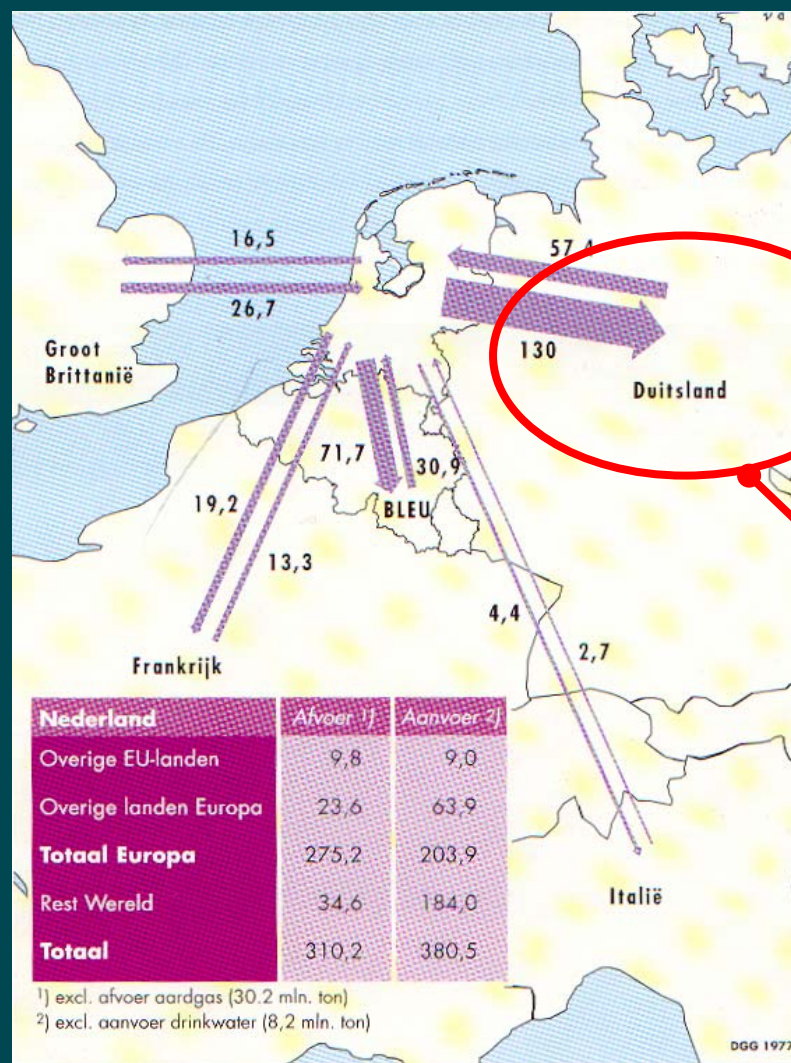 16,5
57,4
26,7
Groot
Brittanië
130
Duitsland
71,7
30,9
19,2
BLEU
13,3
4,4
2,7
Frankrijk
Nederland Afvoer ¹) Aanvoer ²)
Overige EU-landen 9,8 9,0
Overige landen Europa 23,6 63,9
Totaal Europa 275,2 203,9
Rest Wereld 34,6 184,0
Totaal 310,2 380,5
Italië
¹) excl. afvoer aardgas (30.2 mln. ton)
²) excl. aanvoer drinkwater (8,2 mln. ton)
DGG 1977